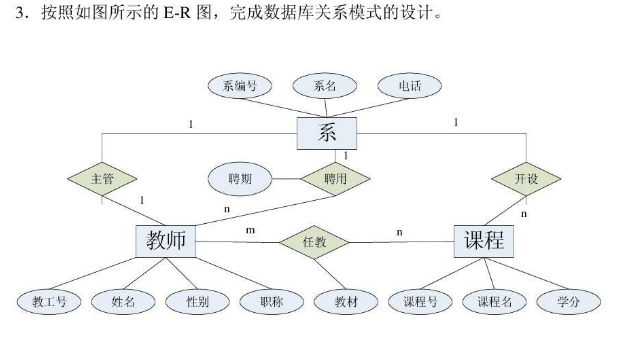 3．按照如图所示的 E-R 图，完成数据库关系模式的设计。
系编号 系名 电话
1 系 1
1
主管 聘期 聘用 开设
1 n n
教师 m 任教 n 课程
教工号 姓名 性别 职称 教材 课程号 课程名 学分